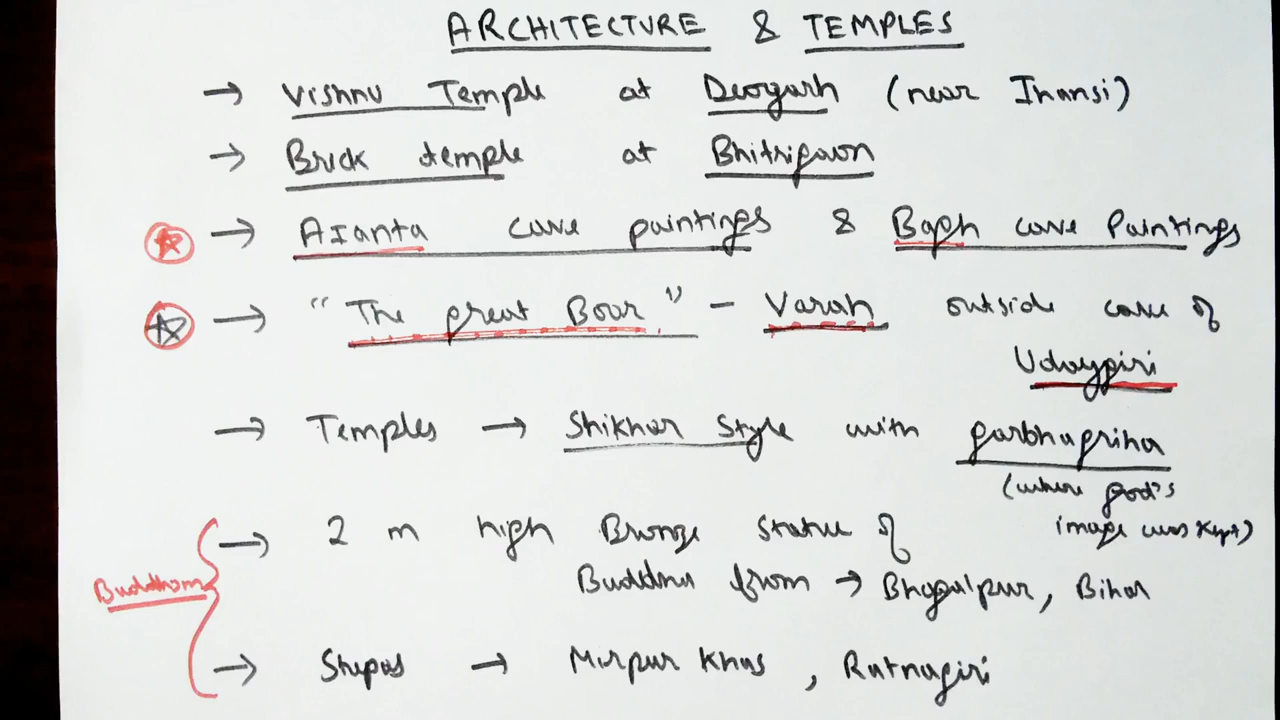 ARCHITECTURE & TEMPLES
→ Vishnu Temple at Deogarh (near Jhansi)
→ Brick temple at Bhitrigaon
→ Ajanta cave paintings & Bagh cave Paintings
→ "The great Boar" - Varah outside cave of
Udaygiri
→ Temples → Shikhar Style with garbhagriha
(where god's
image was kept)
→ 2 m high Bronze statue of
Buddha from → Bhagalpur, Bihar
Buddhism
→ Stupas → Mirpur Khas, Ratnagiri